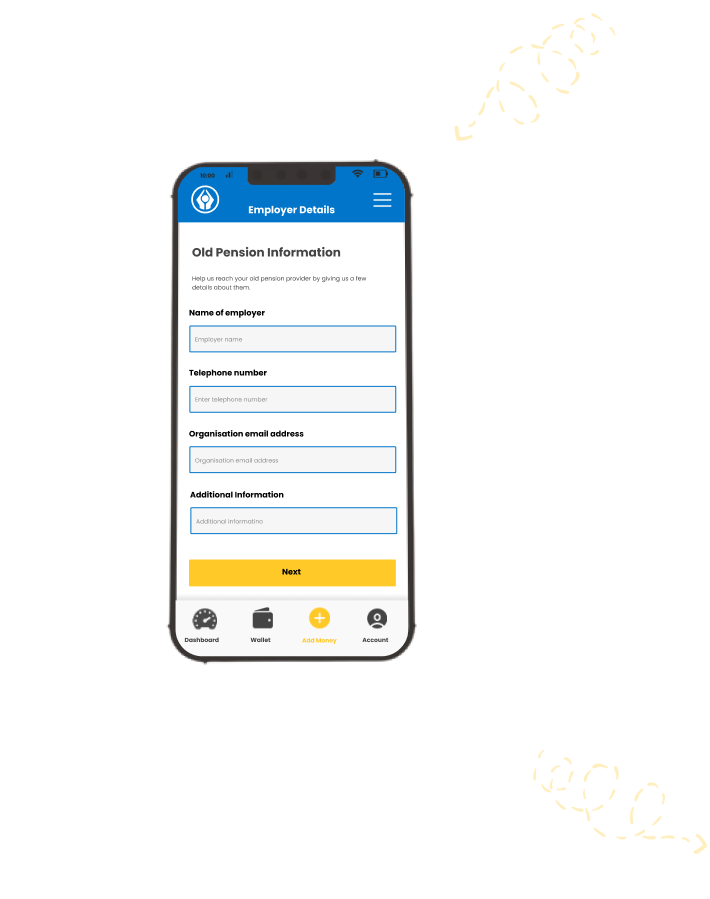 10:00
Employer Details
Old Pension Information
Help us reach your old pension provider by giving us a few
details about them.
Name of employer
Employer name
Telephone number
Enter telephone number
Organisation email address
Organisation email address
Additional Information
Additional informatino
Next
Dashboard Wallet Add Money Account